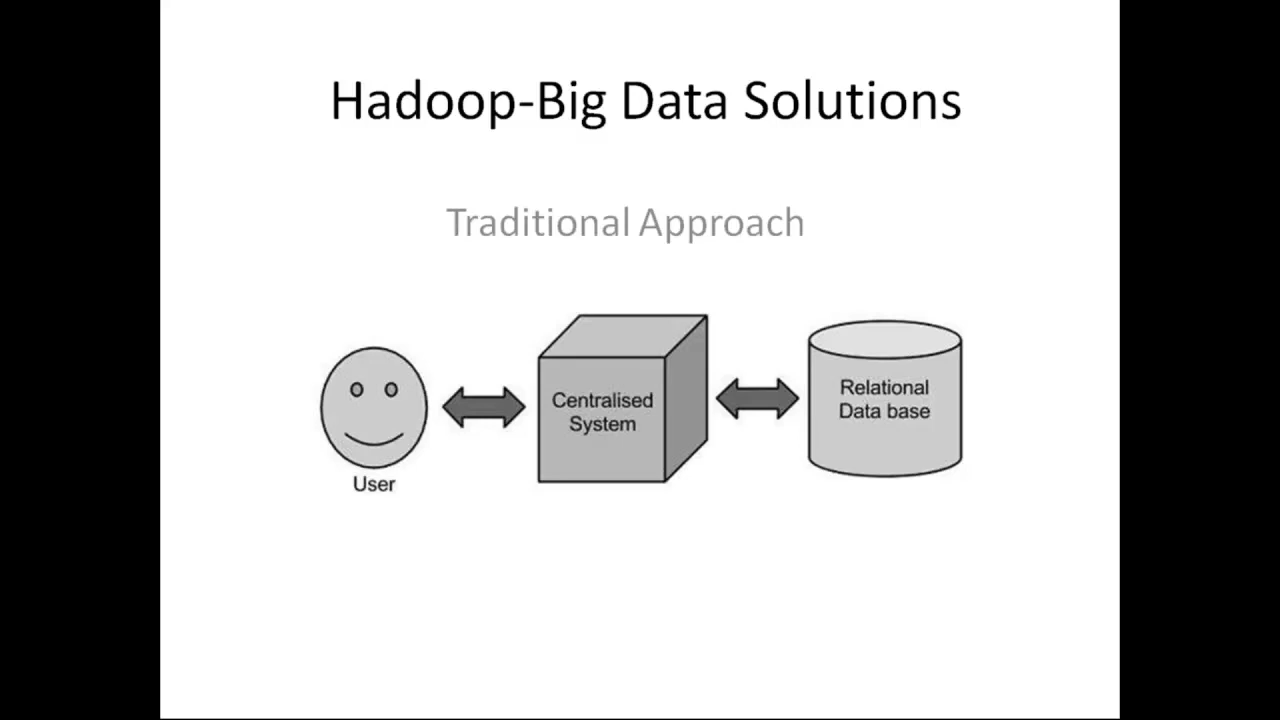 Hadoop-Big Data Solutions
Traditional Approach
User
Centralised
System
Relational
Data base